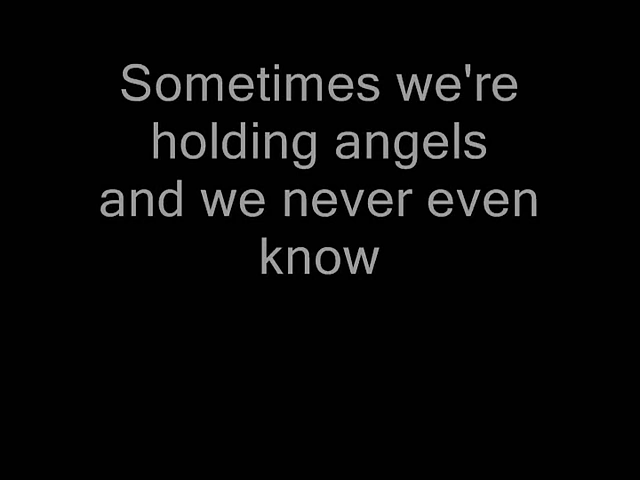 Sometimes we're
holding angels
and we never even
know